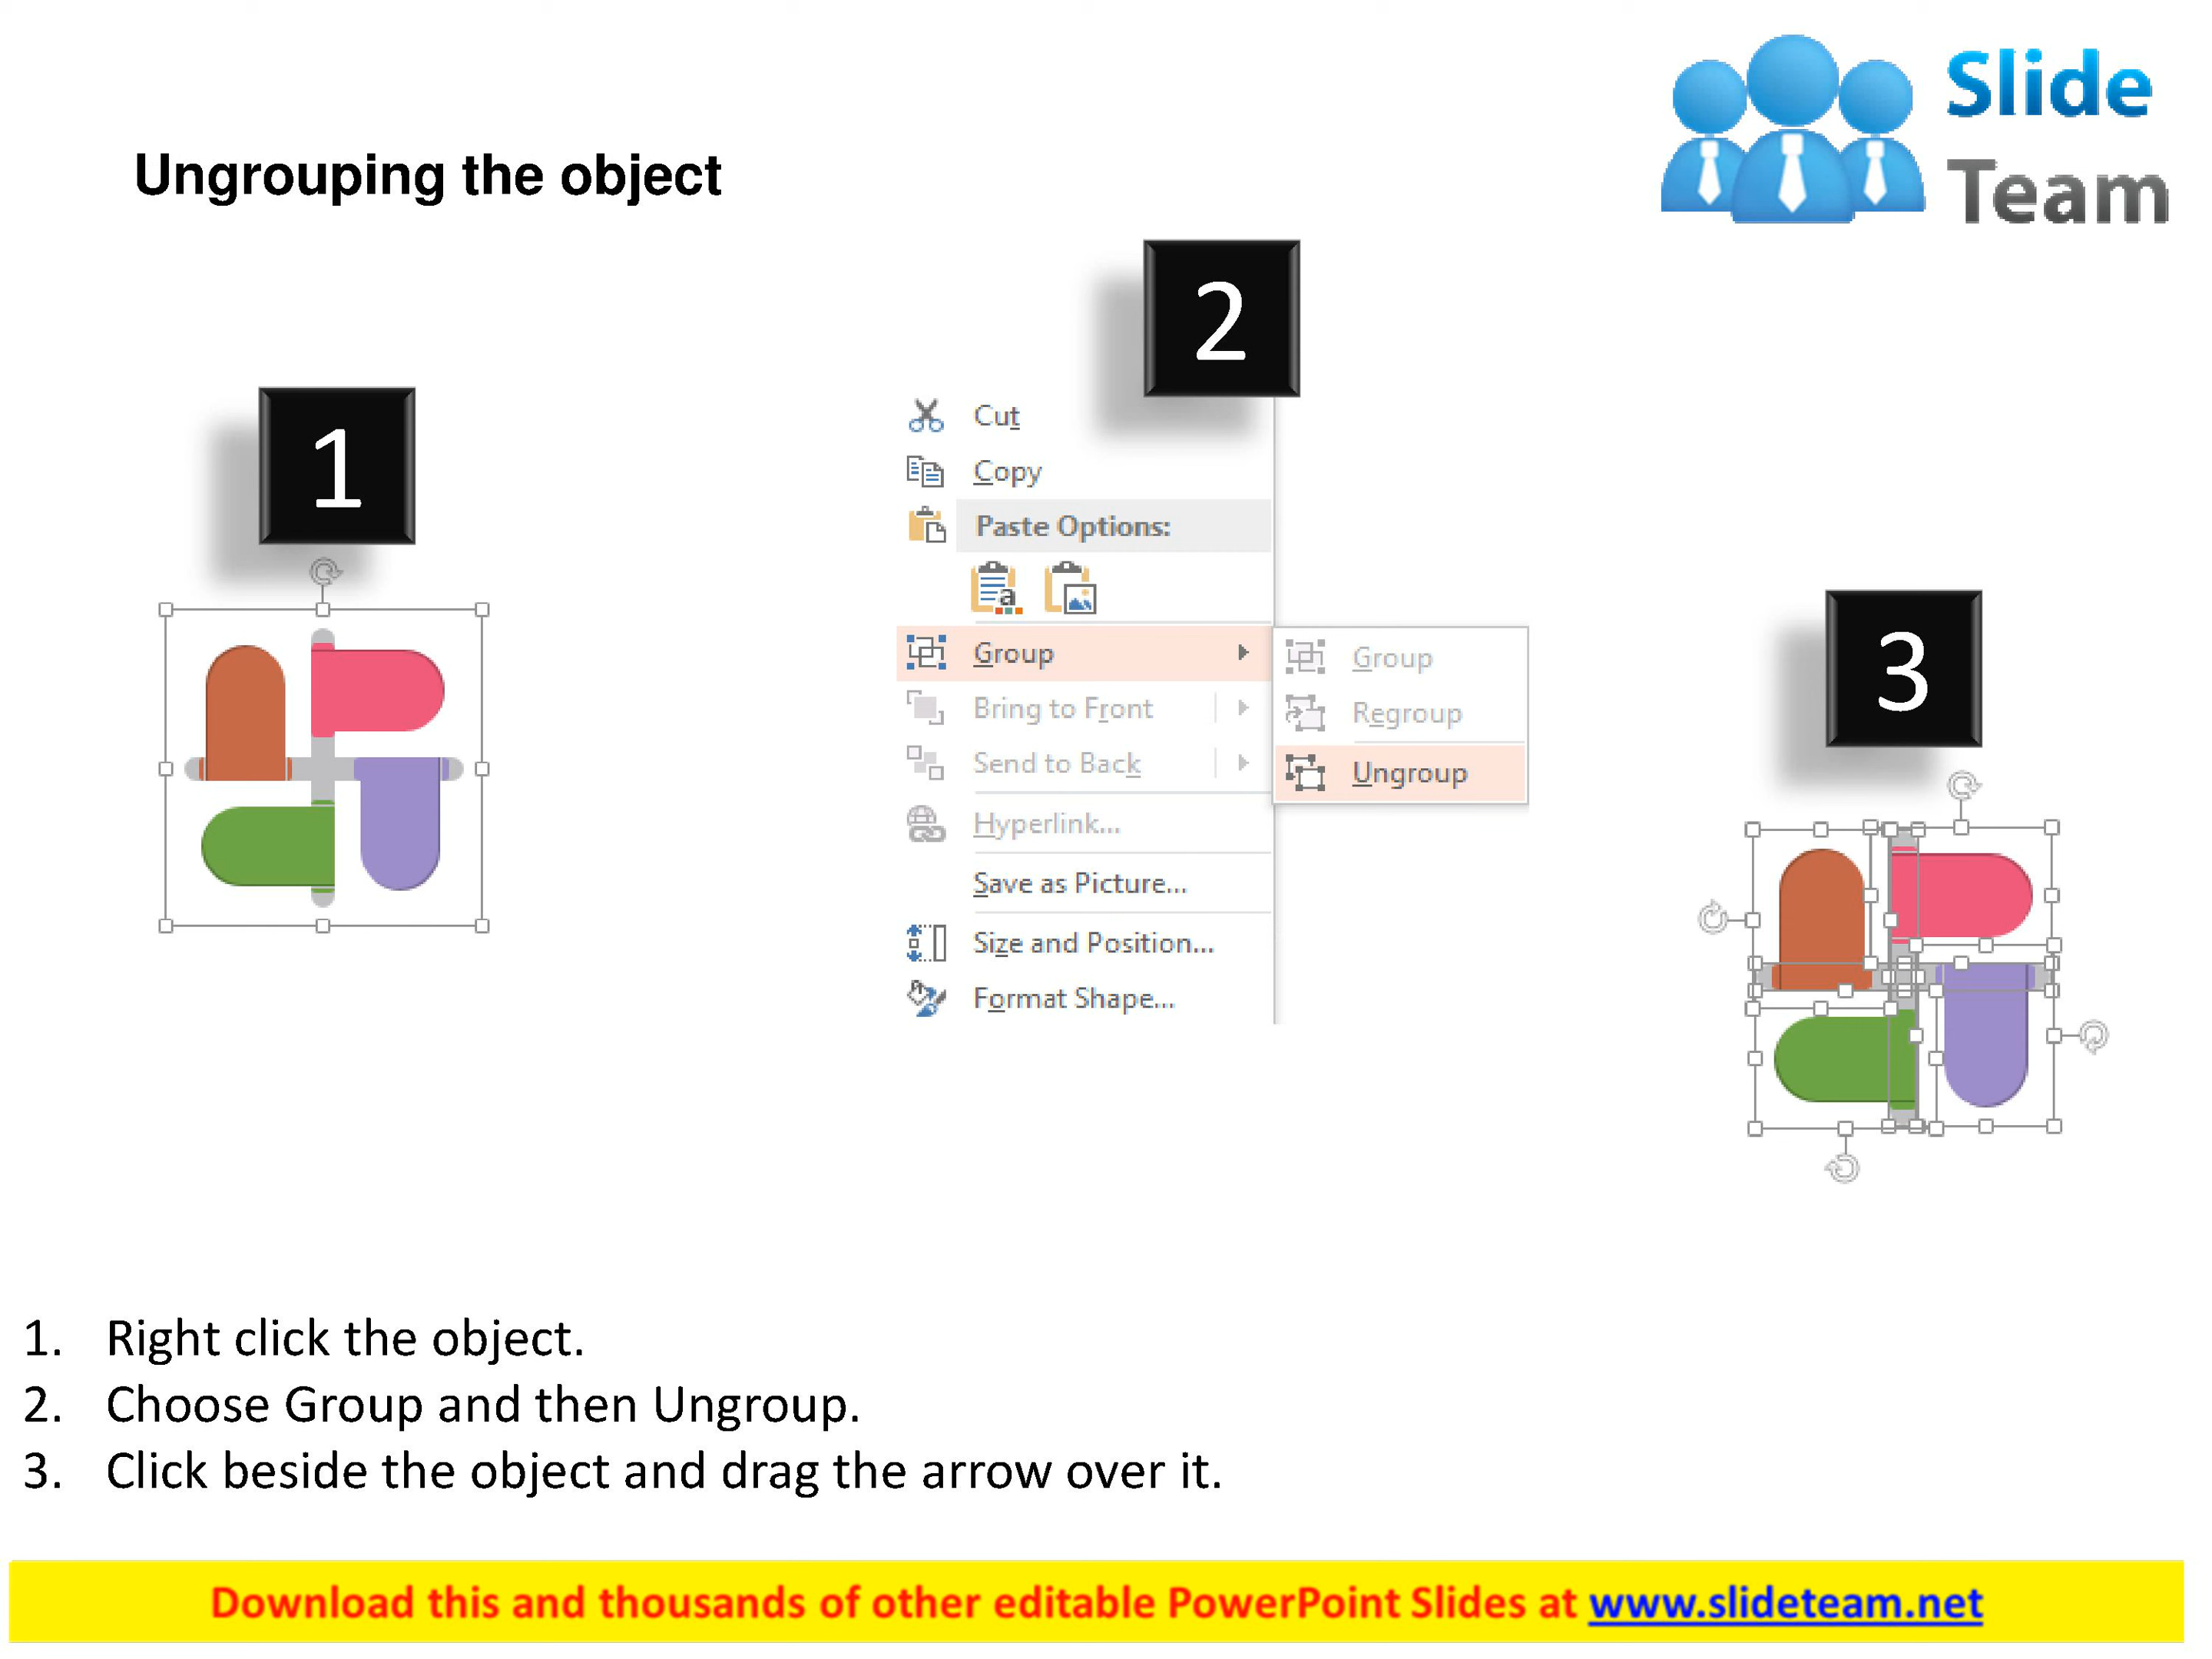 Slide
Team
Ungrouping the object
2
1
Cut
Copy
Paste Options:
a
Group
Group
Bring to Front
Regroup
3
Send to Back
Ungroup
Hyperlink...
Save as Picture...
Size and Position...
Format Shape...
1. Right click the object.
2. Choose Group and then Ungroup.
3. Click beside the object and drag the arrow over it.
Download this and thousands of other editable PowerPoint Slides at www.slideteam.net